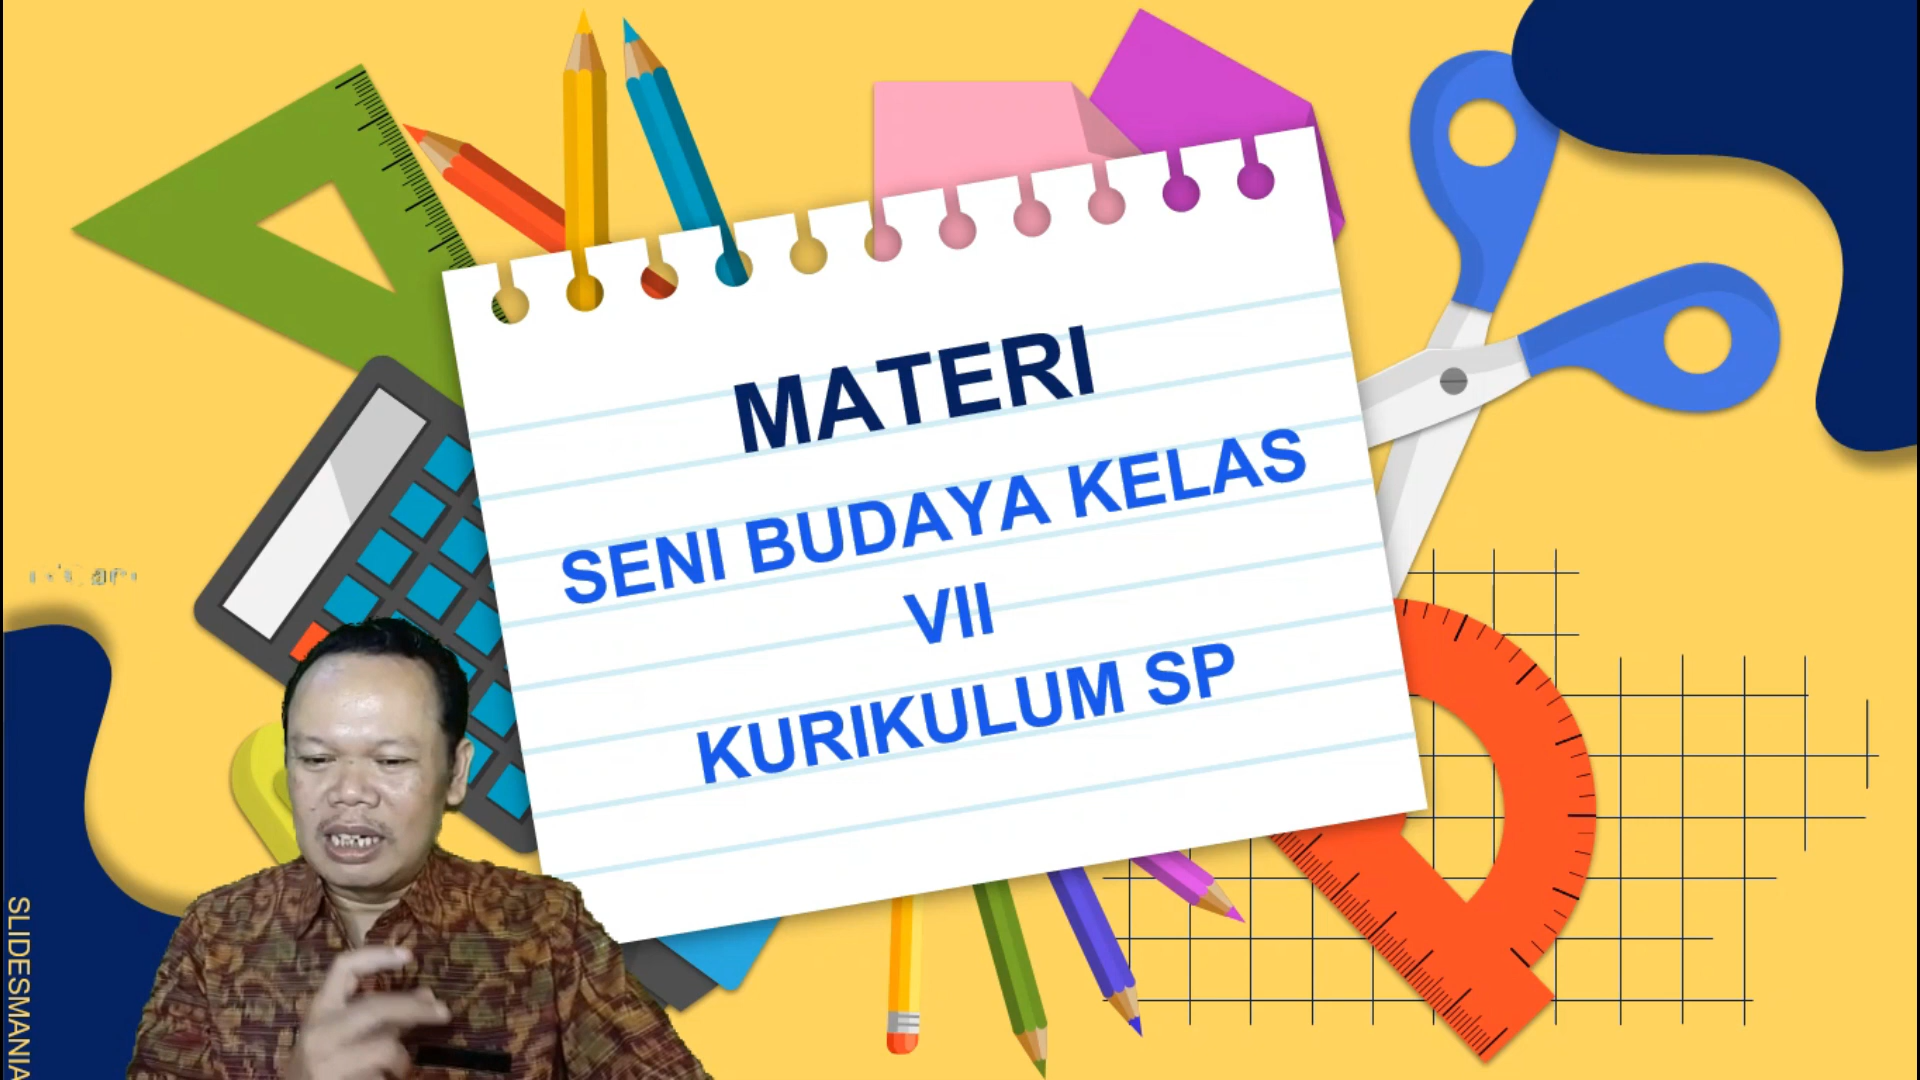 MATERI
SENI BUDAYA KELAS
VII
KURIKULUM SP
SLIDESMANIA